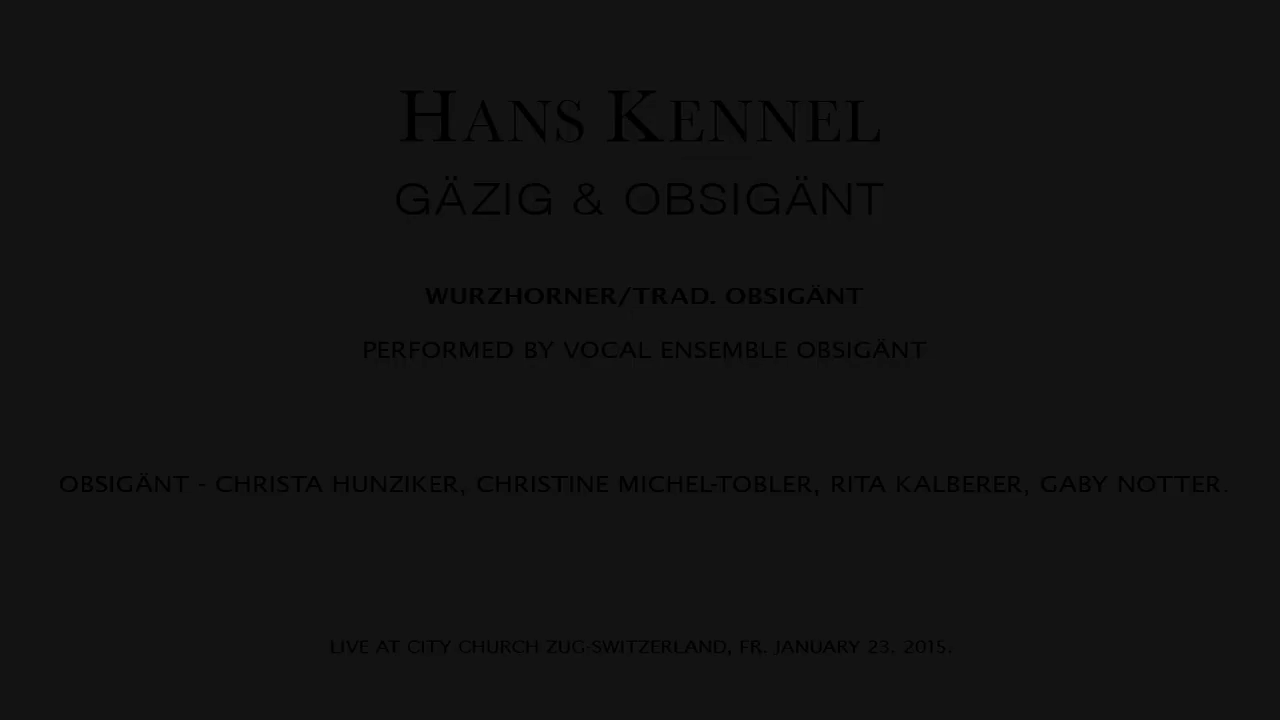 HANS KENNEL
GÄZIG & OBSIGÄNT
WURZHORNER/TRAD. OBSIGÄNT
PERFORMED BY VOCAL ENSEMBLE OBSIGÄNT
OBSIGÄNT - CHRISTA HUNZIKER, CHRISTINE MICHEL-TOBLER, RITA KALBERER, GABY NOTTER.
LIVE AT CITY CHURCH ZUG-SWITZERLAND, FR. JANUARY 23. 2015.